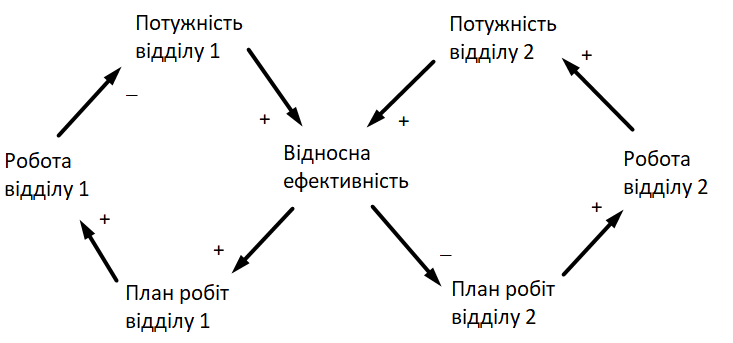 Потужність
відділу 1
Потужність
відділу 2
+
–
+
+
Робота
відділу 1
Відносна
ефективність
Робота
відділу 2
+
+
+
–
План робіт
відділу 1
План робіт
відділу 2